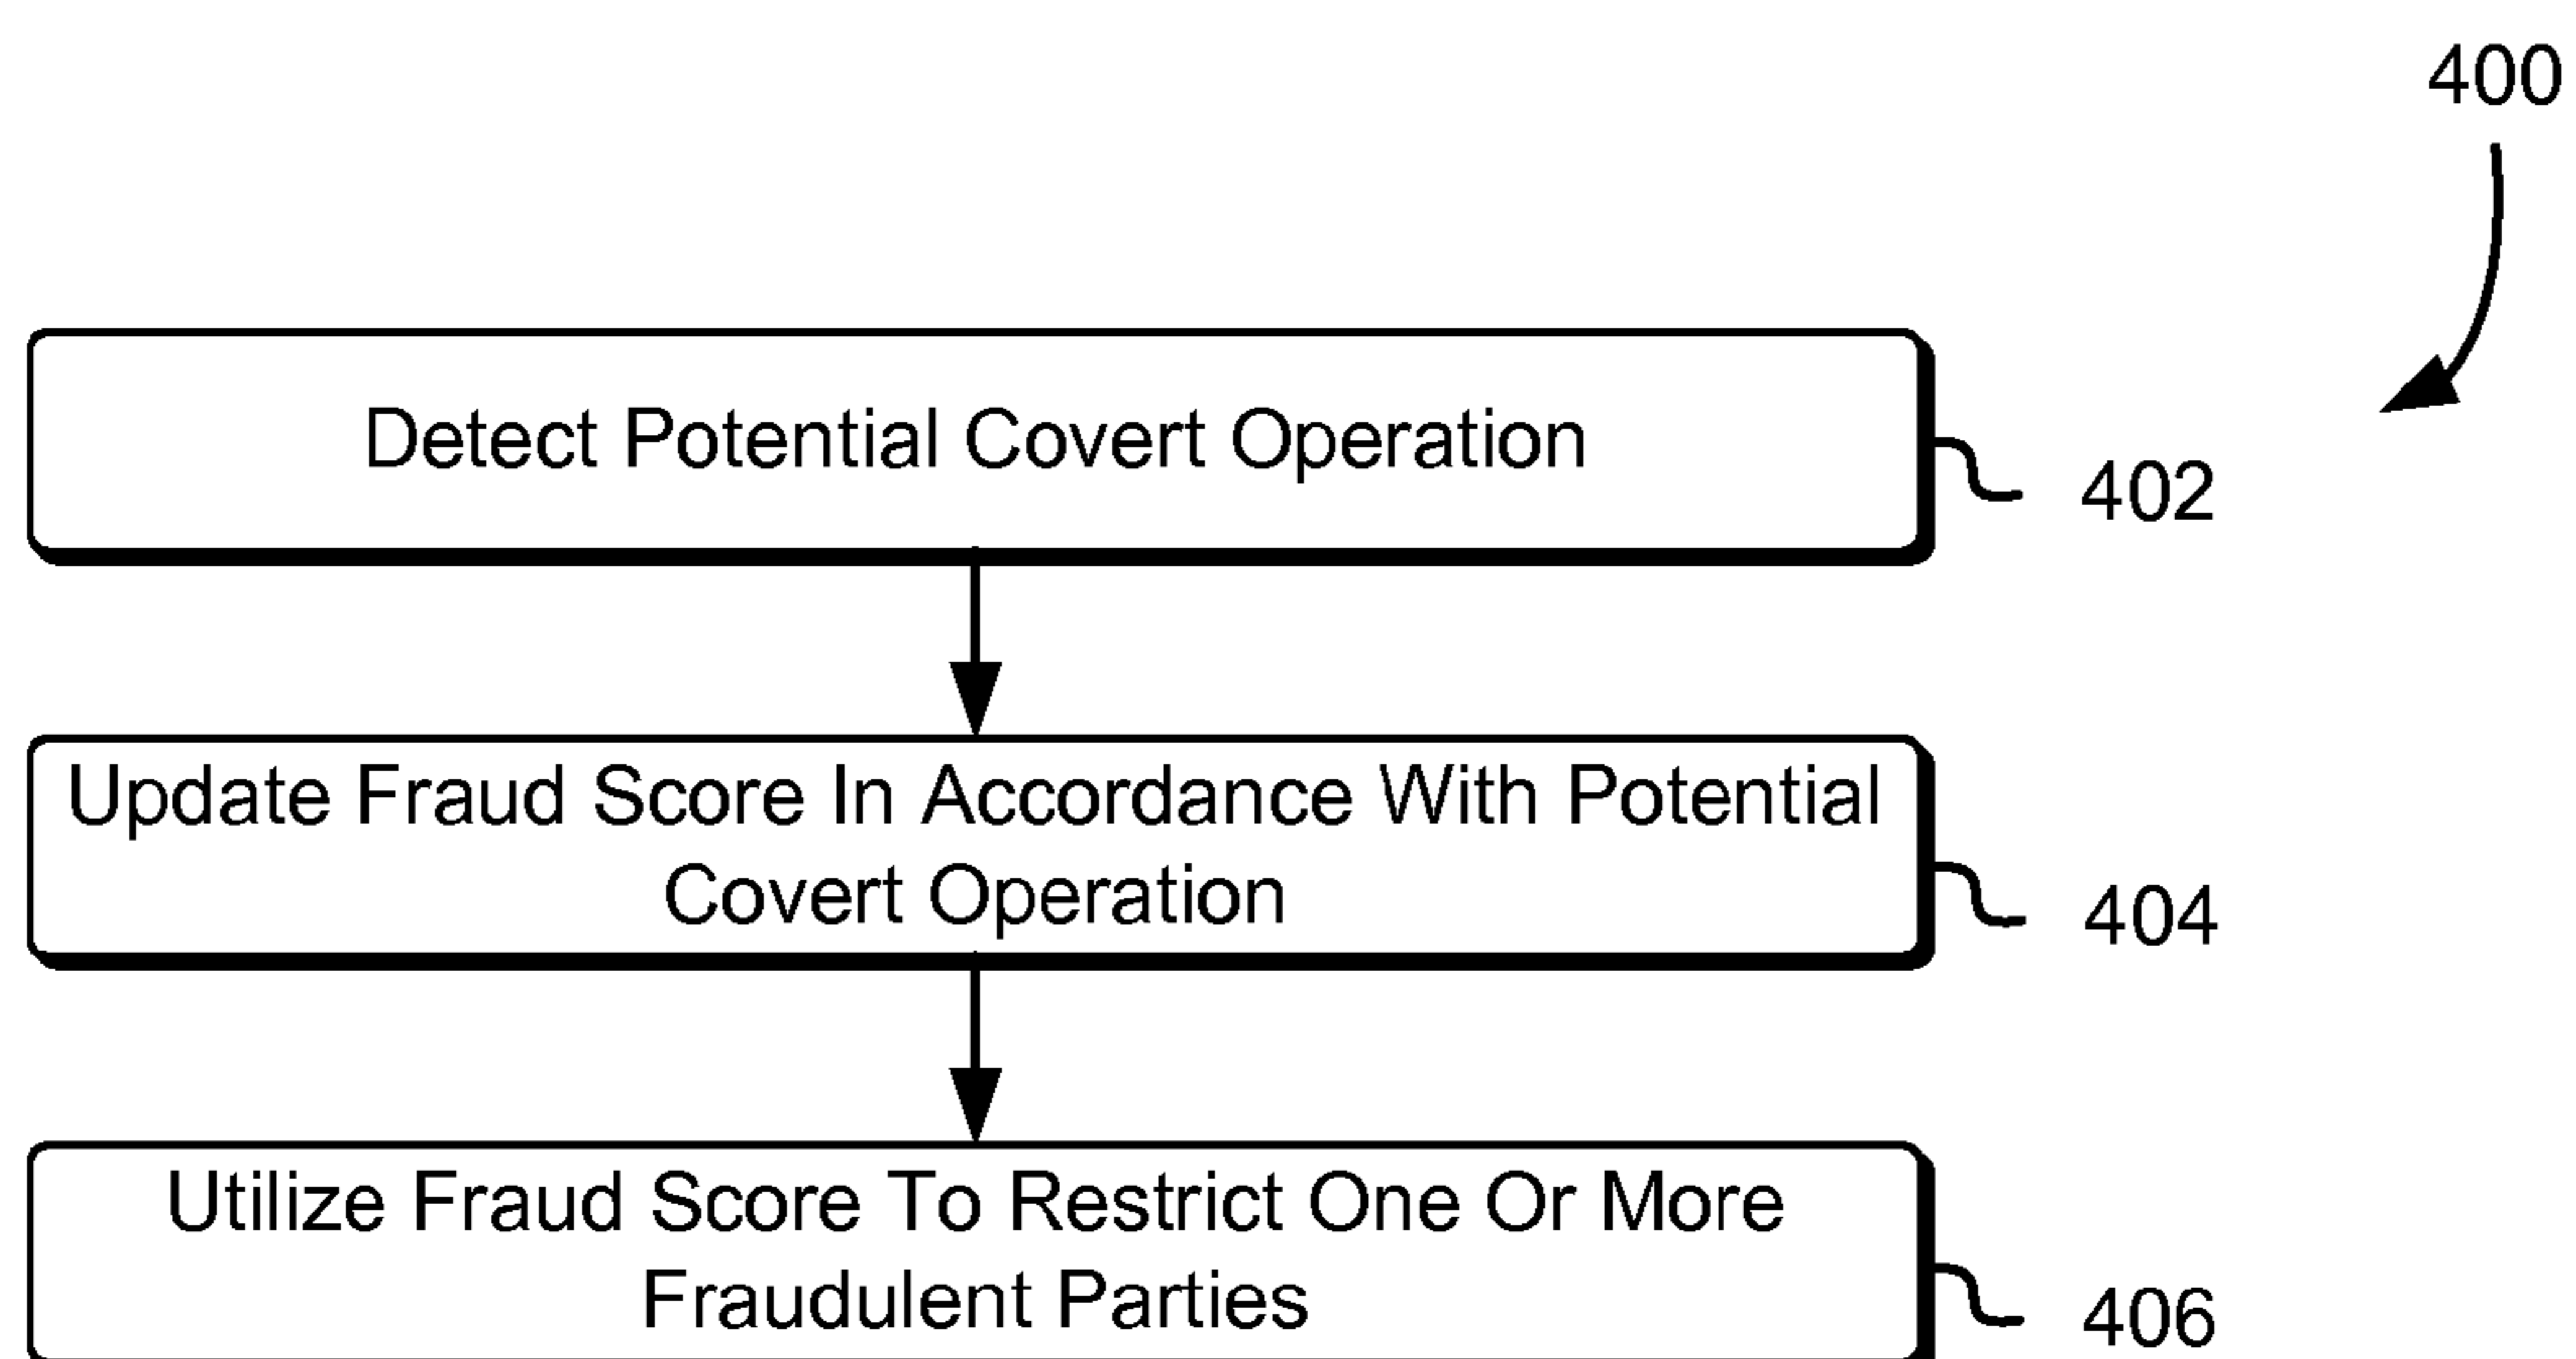 400
Detect Potential Covert Operation
402
Update Fraud Score In Accordance With Potential
Covert Operation
404
Utilize Fraud Score To Restrict One Or More
Fraudulent Parties
406